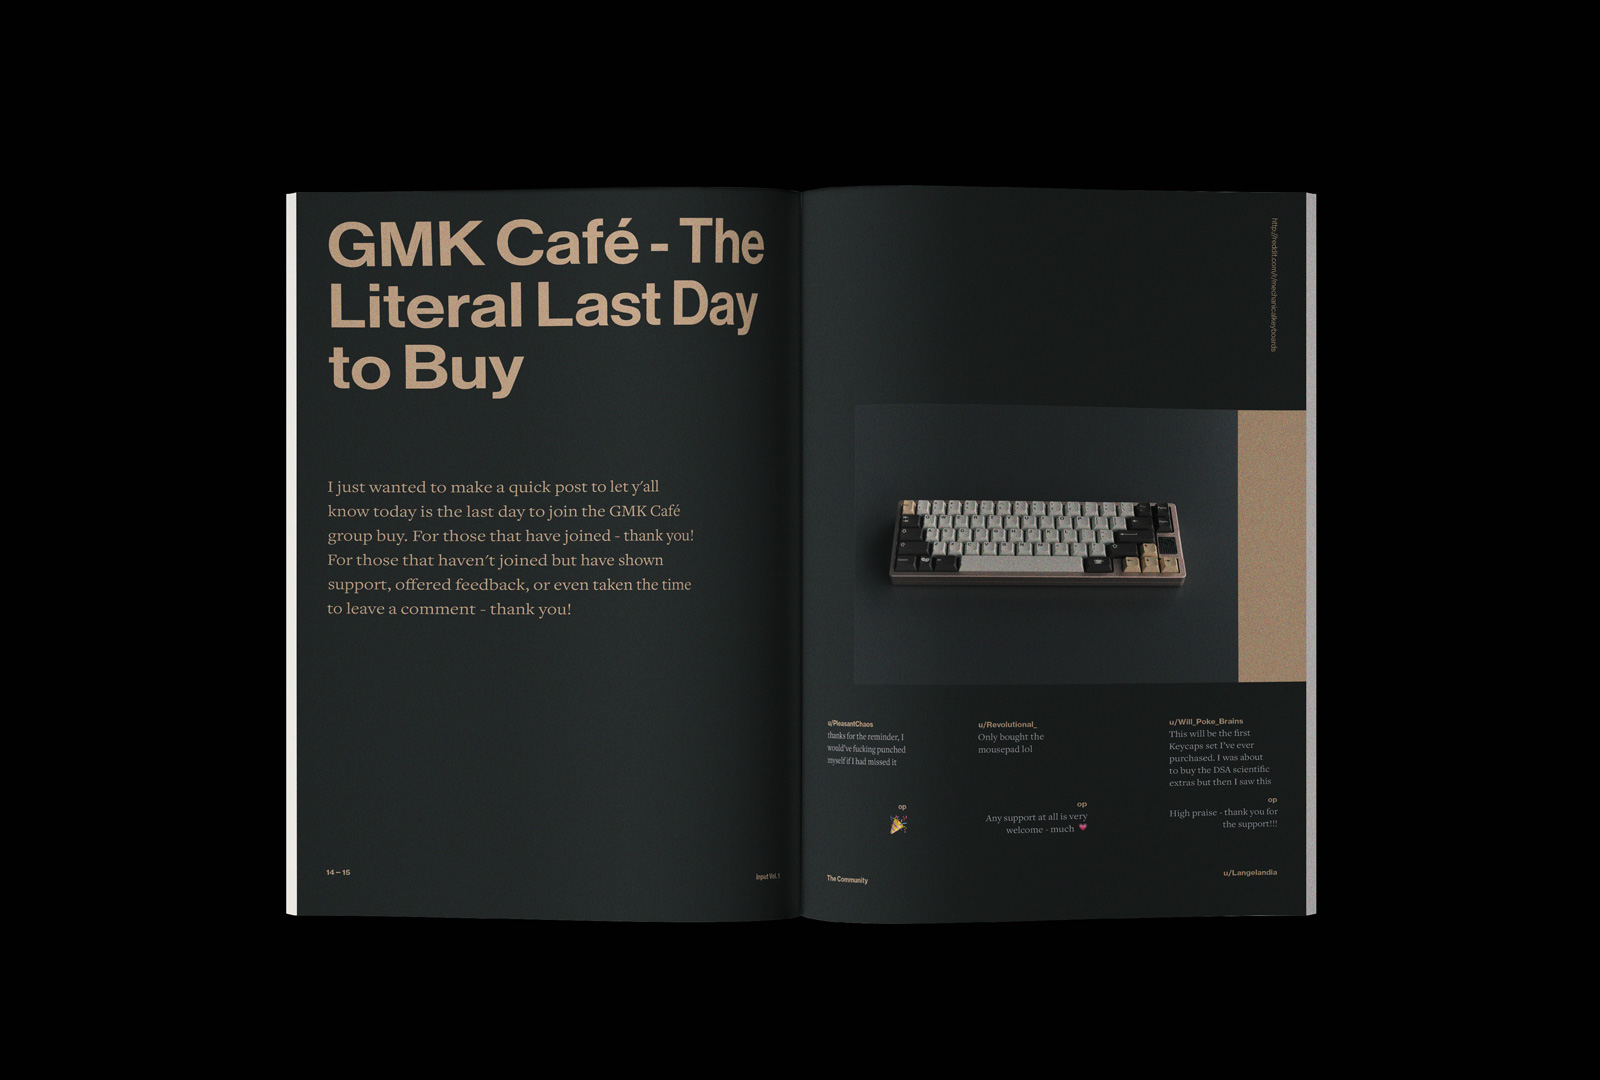 GMK Café - The
Literal Last Day
to Buy
I just wanted to make a quick post to let y'all
know today is the last day to join the GMK Café
group buy. For those that have joined - thank you!
For those that haven't joined but have shown
support, offered feedback, or even taken the time
to leave a comment - thank you!
14 – 15
Input Vol. 1
http://reddit.com/r/mechanicalkeyboards
u/PleasantChaos
thanks for the reminder, I
would've fucking punched
myself if I had missed it
op
🎉
u/Revolutional_
Only bought the
mousepad lol
op
Any support at all is very
welcome - much 💗
u/Will_Poke_Brains
This will be the first
Keycaps set I've ever
purchased. I was about
to buy the DSA scientific
extras but then I saw this
op
High praise - thank you for
the support!!!
The Community
u/Langelandia